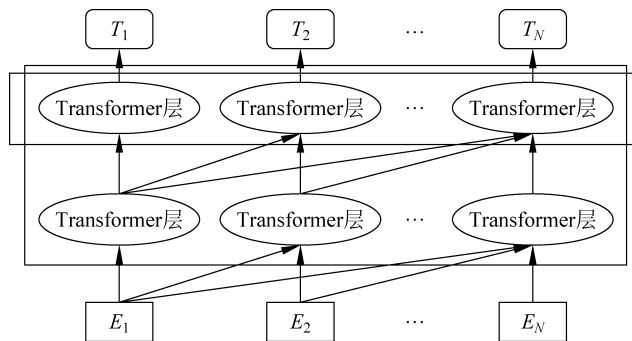 T1 T2 … TN
Transformer层 Transformer层 … Transformer层
Transformer层 Transformer层 … Transformer层
E1 E2 … EN